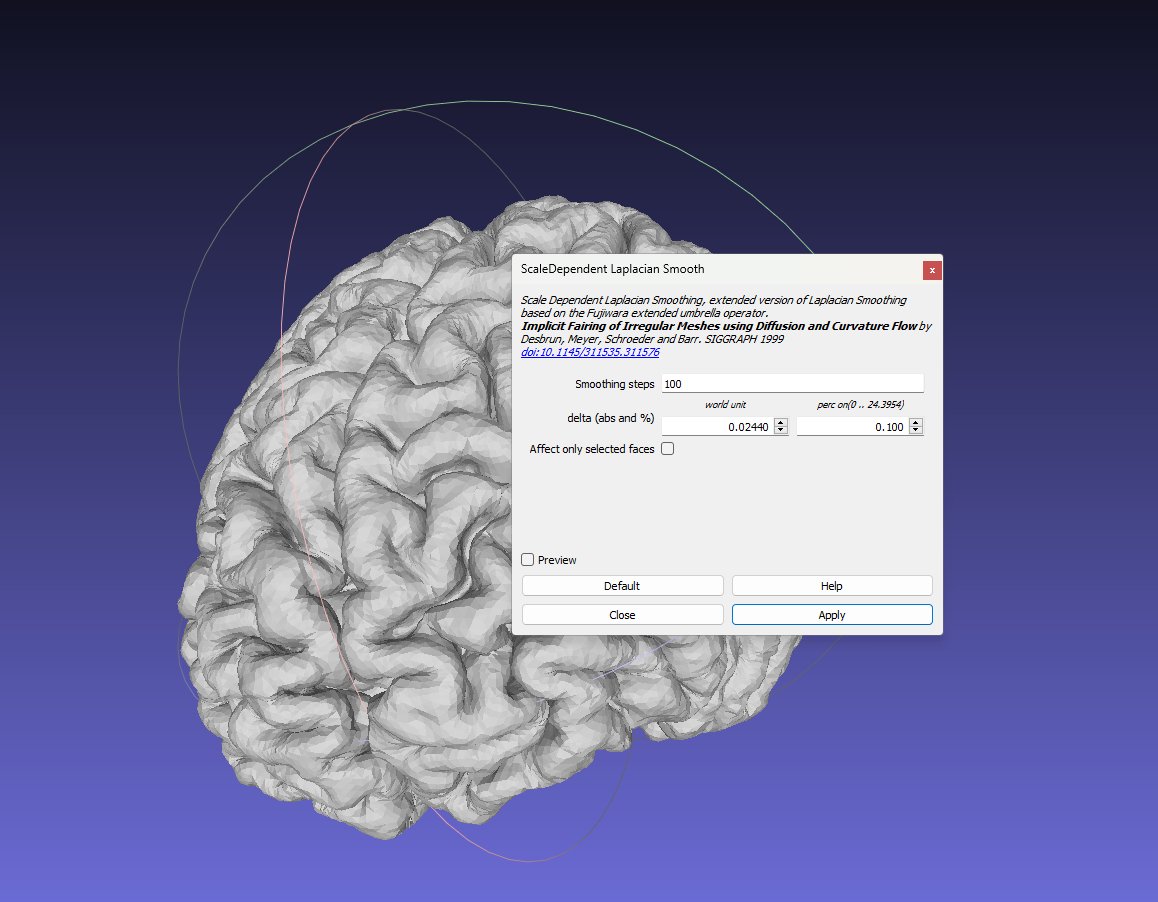 ScaleDependent Laplacian Smooth
x
Scale Dependent Laplacian Smoothing, extended version of Laplacian Smoothing
based on the Fujiwara extended umbrella operator.
Implicit Fairing of Irregular Meshes using Diffusion and Curvature Flow by
Desbrun, Meyer, Schroeder and Barr. SIGGRAPH 1999
doi:10.1145/311535.311576
Smoothing steps 100
world unit perc on(0 .. 24.3954)
delta (abs and %) 0.02440 0.100
Affect only selected faces
Preview
Default Help
Close Apply